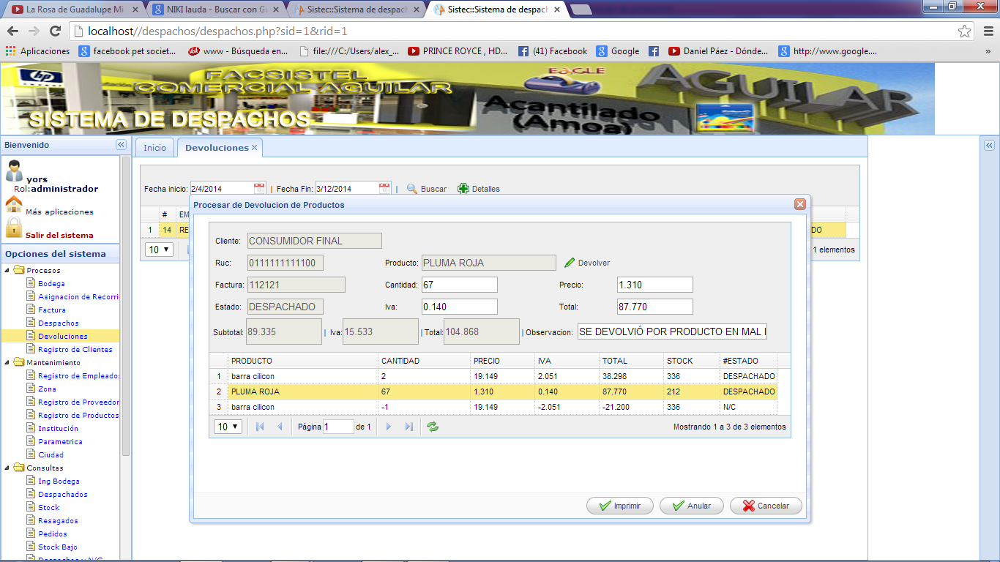 La Rosa de Guadalupe Mi
NIKI lauda - Buscar con G
Sistec::Sistema de despach
Sistec::Sistema de despach
localhost//despachos/despachos.php?sid=1&rid=1
Aplicaciones
facebook pet societ...
www - Búsqueda en...
file:///C:/Users/alex_...
PRINCE ROYCE , HD...
(41) Facebook
Google
Daniel Páez - Dónde...
http://www.google....
»
hp
FACSISTEL
COMERCIAL AGUILAR
SISTEMA DE DESPACHOS
EAGLE
Acantilado
(Amoa)
AGUILAR
Bienvenido
yors
Rol:administrador
Más aplicaciones
Salir del sistema
Opciones del sistema
Procesos
Bodega
Asignacion de Recorri
Factura
Despachos
Devoluciones
Registro de Clientes
Mantenimiento
Registro de Empleados
Zona
Registro de Proveedor
Registro de Productos
Institución
Parametrica
Ciudad
Consultas
Ing Bodega
Despachados
Stock
Resagados
Pedidos
Stock Bajo
Despachos y N/C
Inicio
Devoluciones
Fecha inicio: 2/4/2014 | Fecha Fin: 3/12/2014 | Buscar Detalles
# EM
1 14 RE DO
10 1 elementos
Procesar de Devolucion de Productos
Cliente: CONSUMIDOR FINAL
Ruc: 0111111111100 Producto: PLUMA ROJA Devolver
Factura: 112121 Cantidad: 67 Precio: 1.310
Estado: DESPACHADO Iva: 0.140 Total: 87.770
Subtotal: 89.335 | Iva: 15.533 | Total: 104.868 | Observacion: SE DEVOLVIÓ POR PRODUCTO EN MAL
PRODUCTO CANTIDAD PRECIO IVA TOTAL STOCK #ESTADO
1 barra cilicon 2 19.149 2.051 38.298 336 DESPACHADO
2 PLUMA ROJA 67 1.310 0.140 87.770 212 DESPACHADO
3 barra cilicon -1 19.149 -2.051 -21.200 336 N/C
10 Página 1 de 1 Mostrando 1 a 3 de 3 elementos
Imprimir Anular Cancelar